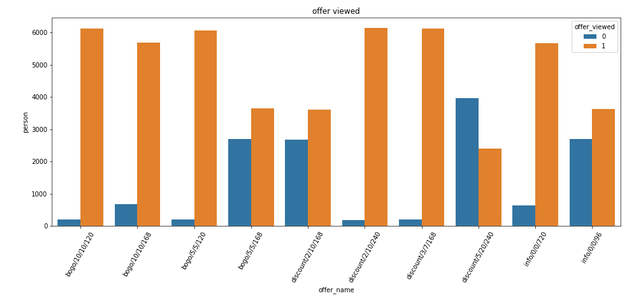 offer viewed
offer_viewed
0
1
person
6000
5000
4000
3000
2000
1000
0
bogo/10/10/120
bogo/10/10/168
bogo/5/5/120
bogo/5/5/168
discount/2/10/168
discount/2/10/240
discount/3/7/168
discount/5/20/240
info/0/0/720
info/0/0/96
offer_name